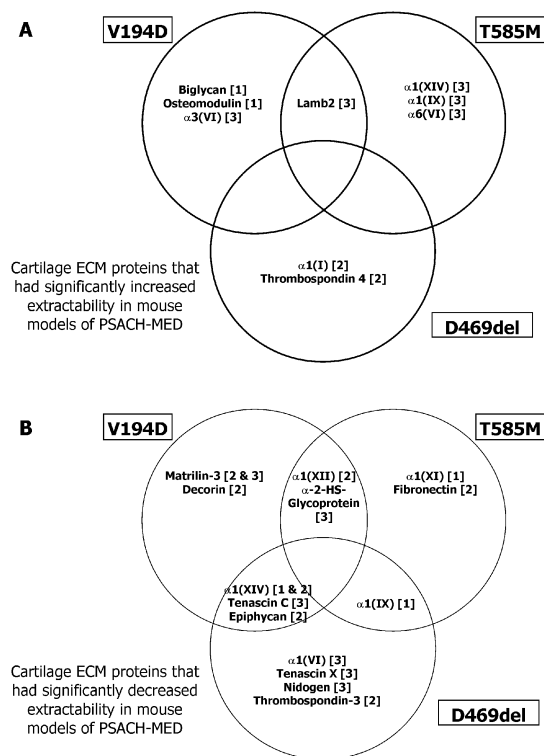 A
V194D
T585M
Biglycan [1]
Osteomodulin [1]
α3(VI) [3]
Lamb2 [3]
α1(XIV) [3]
α1(IX) [3]
α6(VI) [3]
α1(I) [2]
Thrombospondin 4 [2]
Cartilage ECM proteins that
had significantly increased
extractability in mouse
models of PSACH-MED
D469del
B
V194D
T585M
Matrilin-3 [2 & 3]
Decorin [2]
α1(XII) [2]
α-2-HS-
Glycoprotein
[3]
α1(XI) [1]
Fibronectin [2]
α1(XIV) [1 & 2]
Tenascin C [3]
Epiphycan [2]
α1(IX) [1]
α1(VI) [3]
Tenascin X [3]
Nidogen [3]
Thrombospondin-3 [2]
Cartilage ECM proteins that
had significantly decreased
extractability in mouse
models of PSACH-MED
D469del